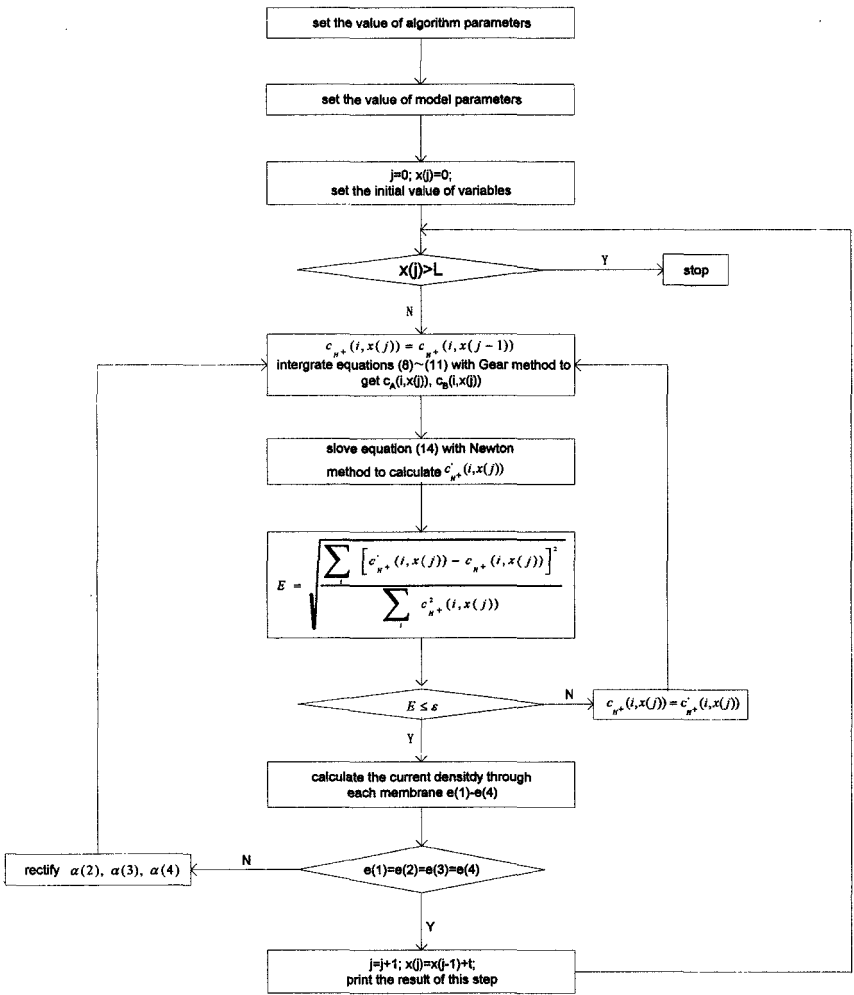 set the value of algorithm parameters
set the value of model parameters
j=0; x(j)=0;
set the initial value of variables
x(j)>L
Y
stop
N
c_{H^+}(i,x(j)) = c_{H^+}(i,x(j-1))
intergrate equations (8)~(11) with Gear method to
get c_A(i,x(j)), c_B(i,x(j))
slove equation (14) with Newton
method to calculate c'_{H^+}(i,x(j))
E = \sqrt{\frac{\sum_i [c'_{H^+}(i,x(j)) - c_{H^+}(i,x(j))]^2}{\sum_i c^2_{H^+}(i,x(j))}}
E ≤ ε
N
c_{H^+}(i,x(j))=c'_{H^+}(i,x(j))
Y
calculate the current densitdy through
each membrane e(1)-e(4)
e(1)=e(2)=e(3)=e(4)
N
rectify α(2), α(3), α(4)
Y
j=j+1; x(j)=x(j-1)+t;
print the result of this step